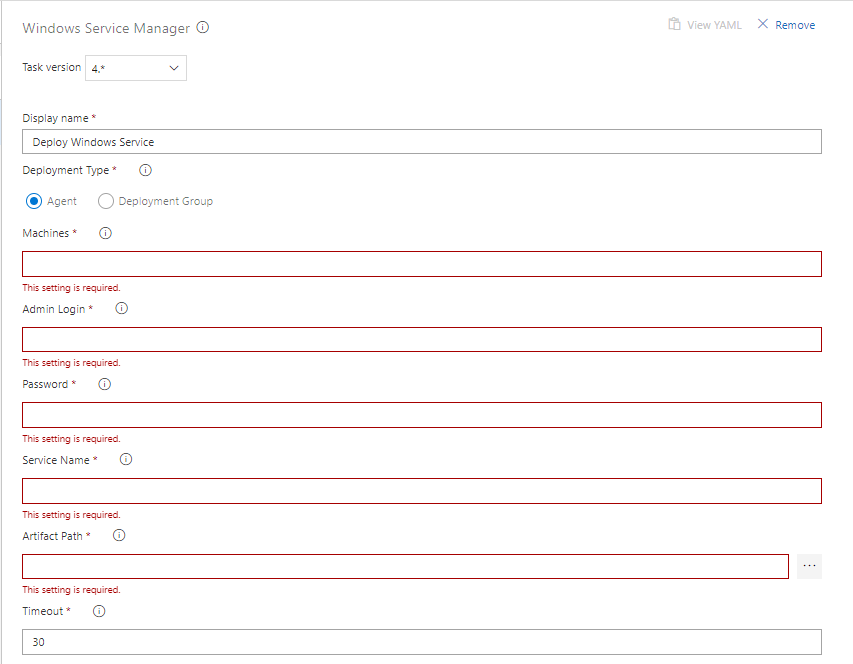 Windows Service Manager
View YAML
Remove
Task version
4.*
Display name *
Deploy Windows Service
Deployment Type *
Agent
Deployment Group
Machines *
This setting is required.
Admin Login *
This setting is required.
Password *
This setting is required.
Service Name *
This setting is required.
Artifact Path *
...
This setting is required.
Timeout *
30